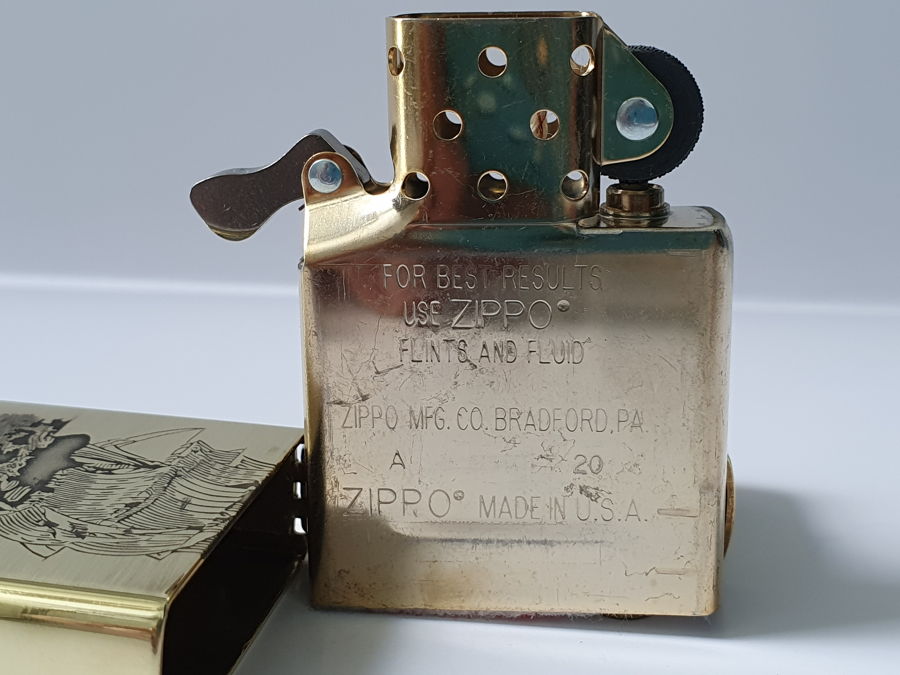 FOR BEST RESULTS
USE ZIPPO®
FLINTS AND FLUID
ZIPPO MFG. CO. BRADFORD, PA.
A 20
ZIPPO® MADE IN U.S.A.